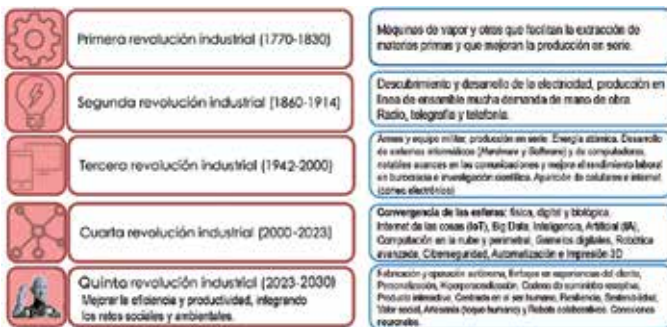 Primera revolución industrial (1770-1830)
Máquinas de vapor y otras que facilitan la extracción de
materias primas y que mejoran la producción en serie.
Segunda revolución industrial (1860-1914)
Descubrimiento y desarrollo de la electricidad, producción en
línea de ensamble mucha demanda de mano de obra.
Radio, telegrafía y telefonía.
Tercera revolución industrial (1942-2000)
Armas y equipo militar, producción en serie. Energía atómica. Desarrollo
de sistemas informáticos (Hardware y Software) y de computadoras,
notables avances en las comunicaciones y mejora el rendimiento laboral
en burocracia e investigación científica. Aparición de celulares e internet
(correo electrónico)
Cuarta revolución industrial (2000-2023)
Convergencia de las esferas: física, digital y biológica.
Internet de las cosas (IoT), Big Data, Inteligencia, Artificial (IA),
Computación en la nube y perimetral, Gemelos digitales, Robótica
avanzada, Ciberseguridad, Automatización e Impresión 3D
Quinta revolución industrial (2023-2030)
Mejorar la eficiencia y productividad, integrando
los retos sociales y ambientales.
Fabricación y operación autónoma, Enfoque en experiencias del cliente,
Personalización, Hiperpersonalización, Cadena de suministro receptiva,
Producto interactivo, Centrada en el ser humano, Resiliencia, Sostenibilidad,
Valor social, Artesanía (toque humano) y Robots colaborativos. Conexiones
neuronales.